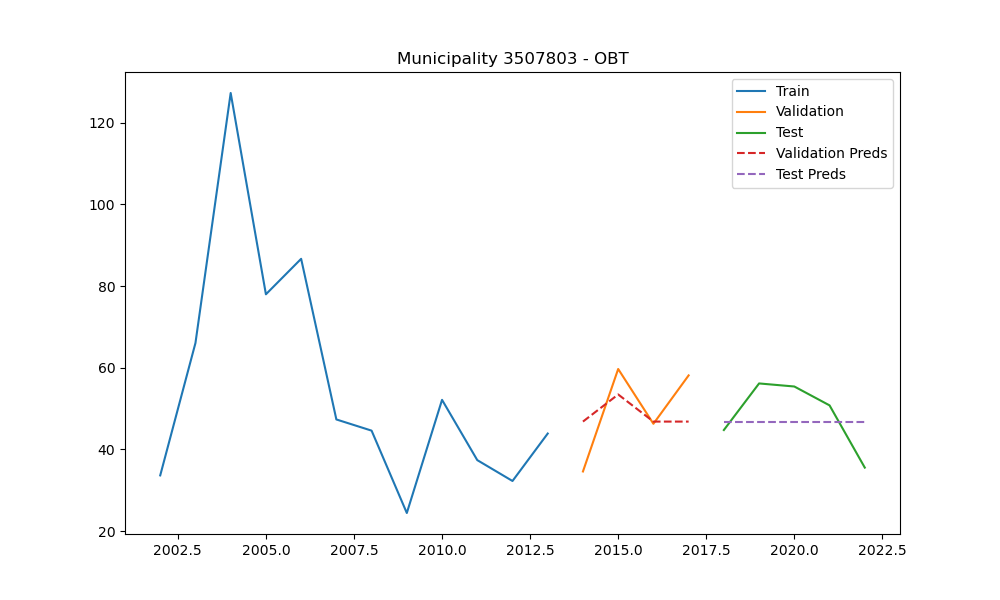 Municipality 3507803 - OBT
Train
Validation
Test
Validation Preds
Test Preds
120
100
80
60
40
20
2002.5 2005.0 2007.5 2010.0 2012.5 2015.0 2017.5 2020.0 2022.5